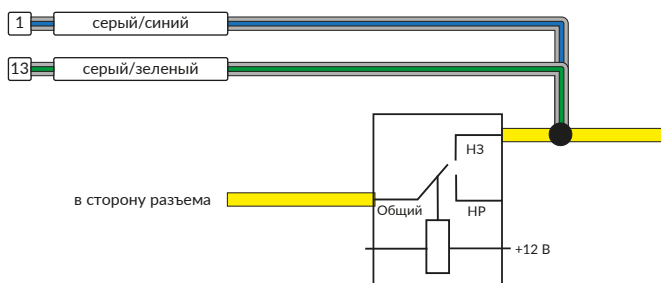 1 серый/синий
13 серый/зеленый
НЗ
в сторону разъема
Общий
НР
+12 В